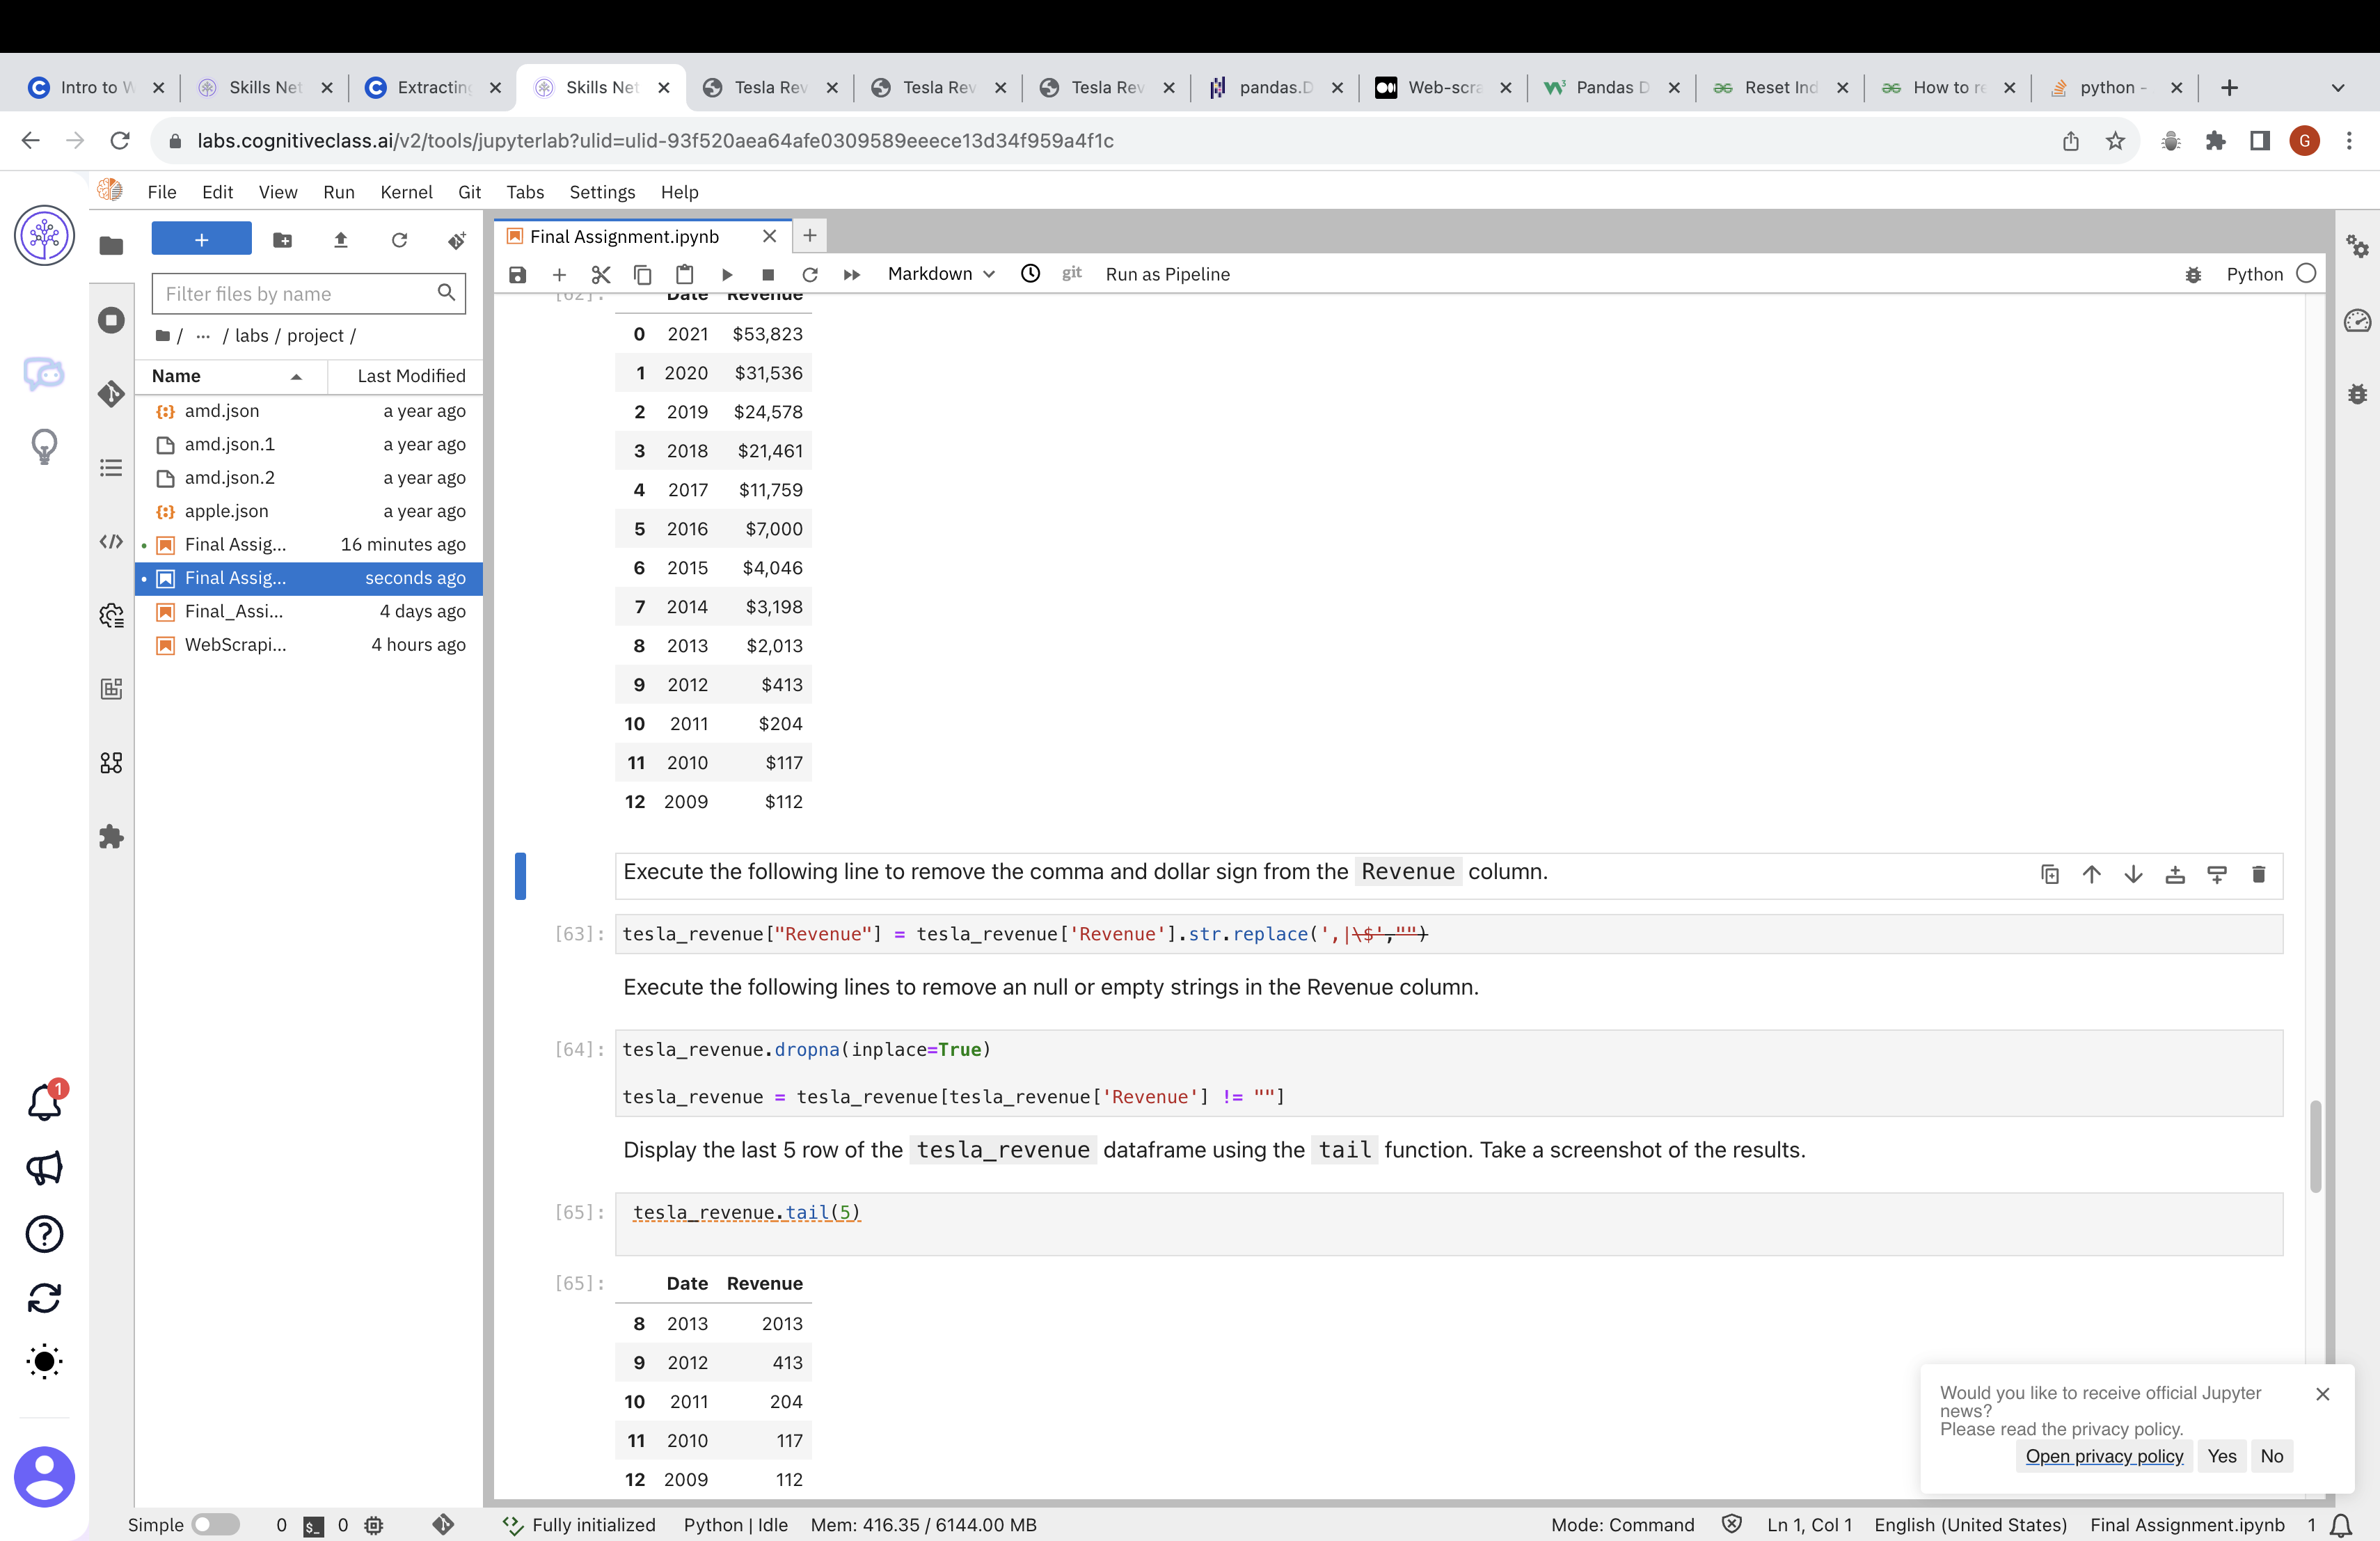 Intro to W
Skills Net
Extracting
Skills Net
Tesla Rev
Tesla Rev
Tesla Rev
pandas.D
Web-scra
Pandas D
Reset Ind
How to re
python -
labs.cognitiveclass.ai/v2/tools/jupyterlab?ulid=ulid-93f520aea64afe0309589eeece13d34f959a4f1c
G
File Edit View Run Kernel Git Tabs Settings Help
Filter files by name
/ ... / labs / project /
Name Last Modified
amd.json a year ago
amd.json.1 a year ago
amd.json.2 a year ago
apple.json a year ago
Final Assig... 16 minutes ago
Final Assig... seconds ago
Final_Assi... 4 days ago
WebScrapi... 4 hours ago
1
Final Assignment.ipynb
Markdown git Run as Pipeline Python
[62]: Date Revenue
0 2021 $53,823
1 2020 $31,536
2 2019 $24,578
3 2018 $21,461
4 2017 $11,759
5 2016 $7,000
6 2015 $4,046
7 2014 $3,198
8 2013 $2,013
9 2012 $413
10 2011 $204
11 2010 $117
12 2009 $112
Execute the following line to remove the comma and dollar sign from the Revenue column.
[63]: tesla_revenue["Revenue"] = tesla_revenue['Revenue'].str.replace(',|\$',"")
Execute the following lines to remove an null or empty strings in the Revenue column.
[64]: tesla_revenue.dropna(inplace=True)
tesla_revenue = tesla_revenue[tesla_revenue['Revenue'] != ""]
Display the last 5 row of the tesla_revenue dataframe using the tail function. Take a screenshot of the results.
[65]: tesla_revenue.tail(5)
[65]: Date Revenue
8 2013 2013
9 2012 413
10 2011 204
11 2010 117
12 2009 112
Would you like to receive official Jupyter
news?
Please read the privacy policy.
Open privacy policy Yes No
Simple 0 $_ 0 Fully initialized Python | Idle Mem: 416.35 / 6144.00 MB Mode: Command Ln 1, Col 1 English (United States) Final Assignment.ipynb 1